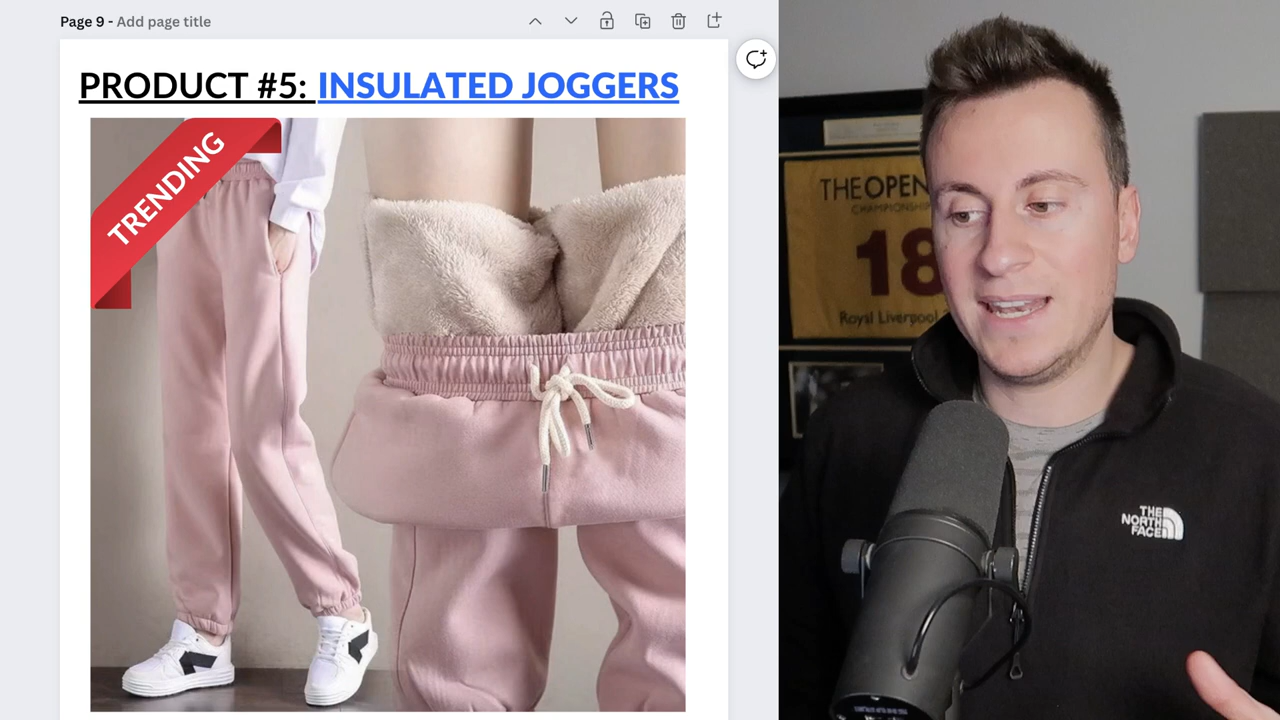 Page 9 - Add page title
PRODUCT #5: INSULATED JOGGERS
TRENDING
THE OPEN
CHAMPIONSHIP
18
Royal Liverpool
THE
NORTH
FACE